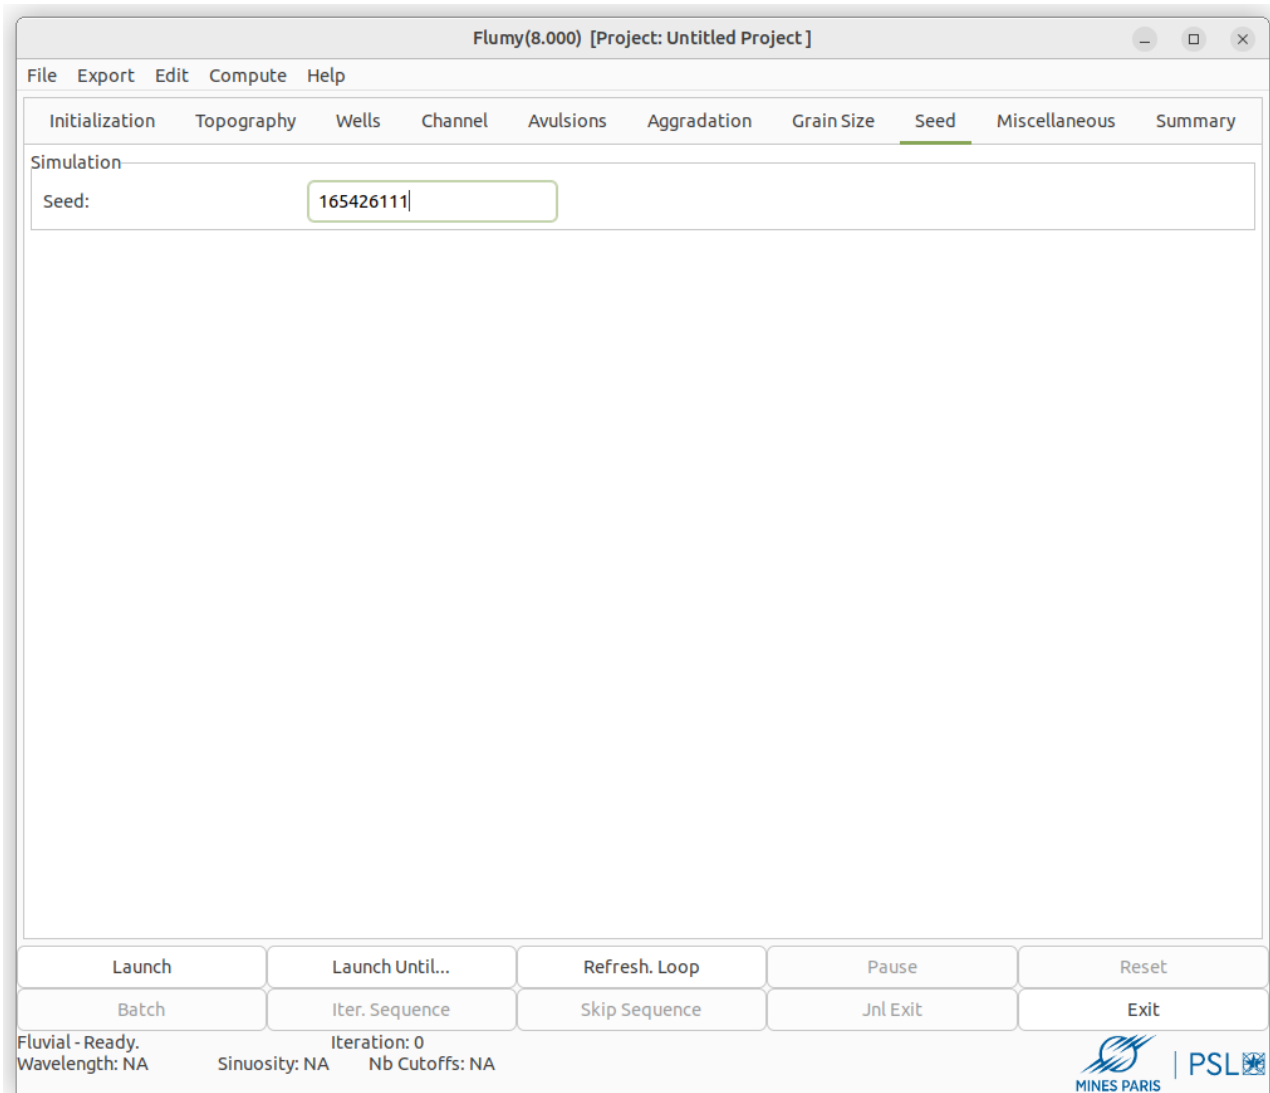 Flumy(8.000) [Project: Untitled Project ]
File Export Edit Compute Help
Initialization Topography Wells Channel Avulsions Aggradation Grain Size Seed Miscellaneous Summary
Simulation
Seed: 165426111
Launch Launch Until... Refresh. Loop Pause Reset
Batch Iter. Sequence Skip Sequence Jnl Exit Exit
Fluvial - Ready. Iteration: 0
Wavelength: NA Sinuosity: NA Nb Cutoffs: NA
MINES PARIS | PSL